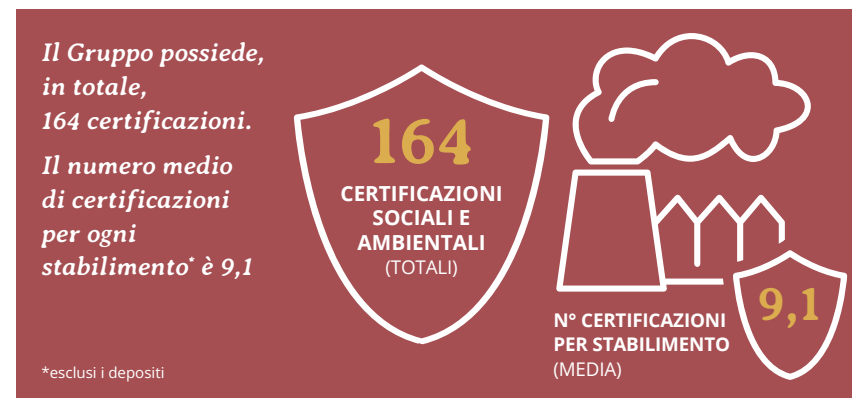 Il Gruppo possiede,
in totale,
164 certificazioni.
Il numero medio
di certificazioni
per ogni
stabilimento* è 9,1
*esclusi i depositi
164
CERTIFICAZIONI
SOCIALI E
AMBIENTALI
(TOTALI)
9,1
N° CERTIFICAZIONI
PER STABILIMENTO
(MEDIA)